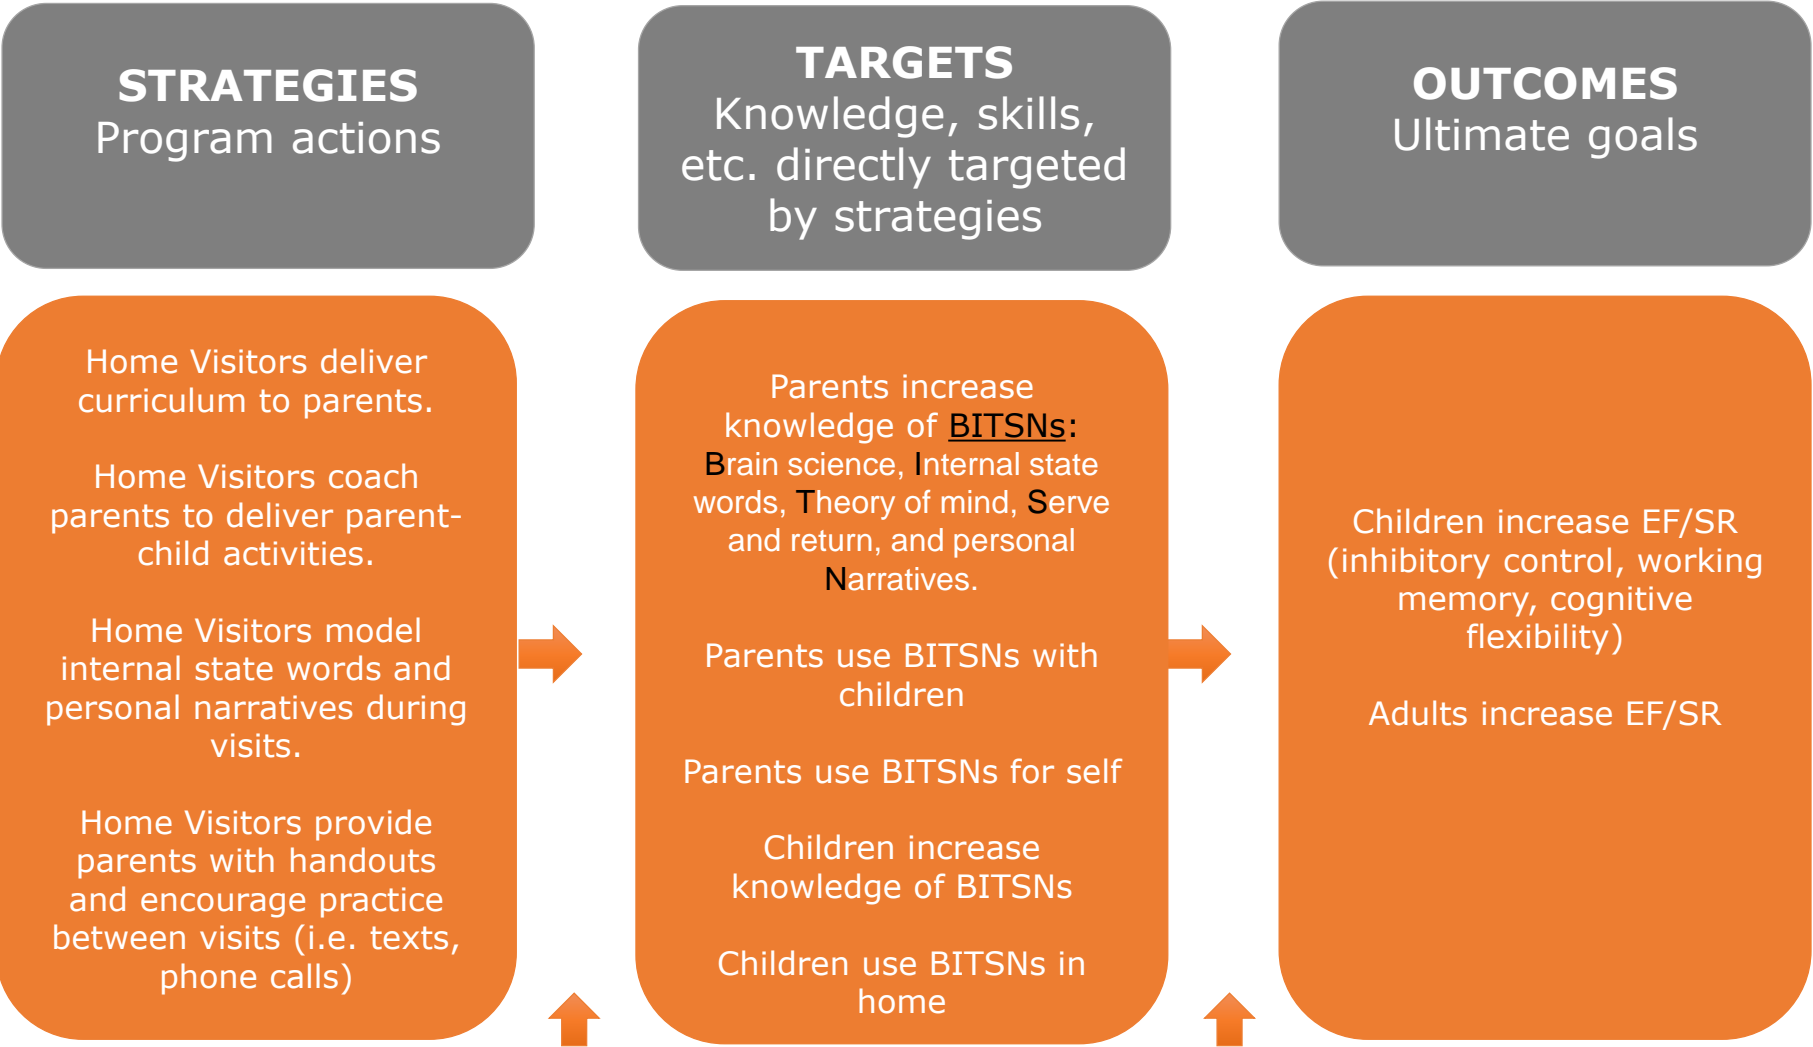 STRATEGIES
Program actions
TARGETS
Knowledge, skills,
etc. directly targeted
by strategies
OUTCOMES
Ultimate goals
Home Visitors deliver
curriculum to parents.
Home Visitors coach
parents to deliver parent-
child activities.
Home Visitors model
internal state words and
personal narratives during
visits.
Home Visitors provide
parents with handouts
and encourage practice
between visits (i.e. texts,
phone calls)
Parents increase
knowledge of BITSNs:
Brain science, Internal state
words, Theory of mind, Serve
and return, and personal
Narratives.
Parents use BITSNs with
children
Parents use BITSNs for self
Children increase
knowledge of BITSNs
Children use BITSNs in
home
Children increase EF/SR
(inhibitory control, working
memory, cognitive
flexibility)
Adults increase EF/SR